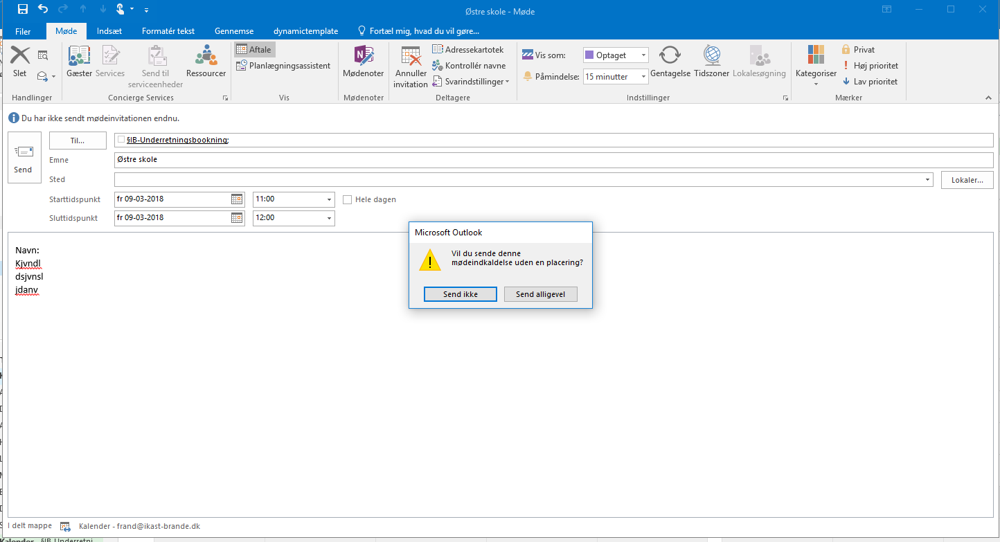 Østre skole - Møde
Filer Møde Indsæt Formatér tekst Gennemse dynamictemplate Fortæl mig, hvad du vil gøre...
Slet
Handlinger
Gæster Services Send til serviceenheder Ressourcer
Concierge Services
Aftale
Planlægningsassistent
Vis
Mødenoter
Mødenoter
Annuller invitation
Adressekartotek
Kontrollér navne
Svarindstillinger
Deltagere
Vis som: Optaget
Påmindelse: 15 minutter
Gentagelse Tidszoner Lokalesøgning
Indstillinger
Kategoriser
Privat
Høj prioritet
Lav prioritet
Mærker
Du har ikke sendt mødeinvitationen endnu.
Send
Til... §IB-Underretningsbookning;
Emne Østre skole
Sted Lokaler...
Starttidspunkt fr 09-03-2018 11:00 Hele dagen
Sluttidspunkt fr 09-03-2018 12:00
Navn:
Kjvndl
dsjvnsl
jdanv
Microsoft Outlook
Vil du sende denne
mødeindkaldelse uden en placering?
Send ikke Send alligevel
I delt mappe Kalender - frand@ikast-brande.dk